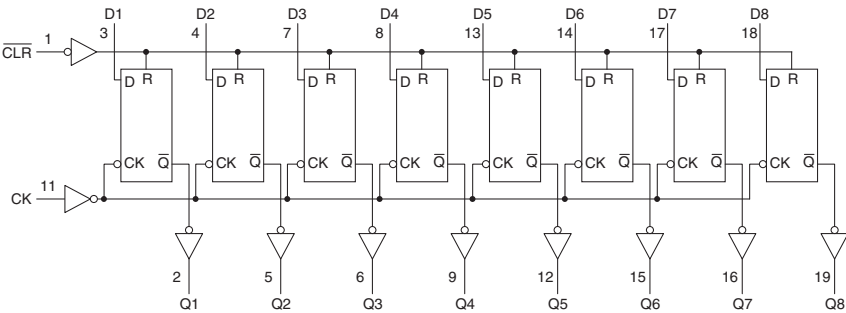 D1 D2 D3 D4 D5 D6 D7 D8
1 3 4 7 8 13 14 17 18
C̅L̅R̅
D R D R D R D R D R D R D R D R
CK Q̅ CK Q̅ CK Q̅ CK Q̅ CK Q̅ CK Q̅ CK Q̅ CK Q̅
11
CK
2 5 6 9 12 15 16 19
Q1 Q2 Q3 Q4 Q5 Q6 Q7 Q8